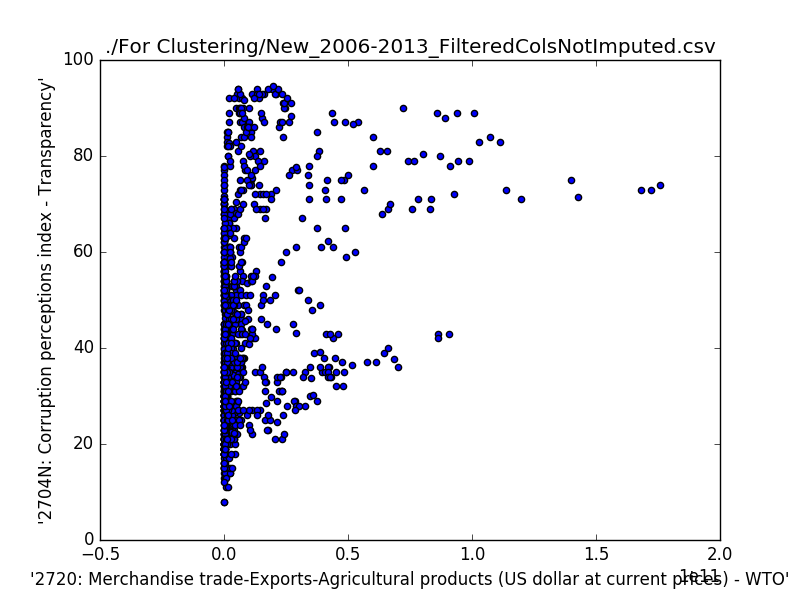 ./For Clustering/New_2006-2013_FilteredColsNotImputed.csv
100
80
60
40
20
0
'2704N: Corruption perceptions index - Transparency'
−0.5 0.0 0.5 1.0 1.5 2.0
1e11
'2720: Merchandise trade-Exports-Agricultural products (US dollar at current prices) - WTO'